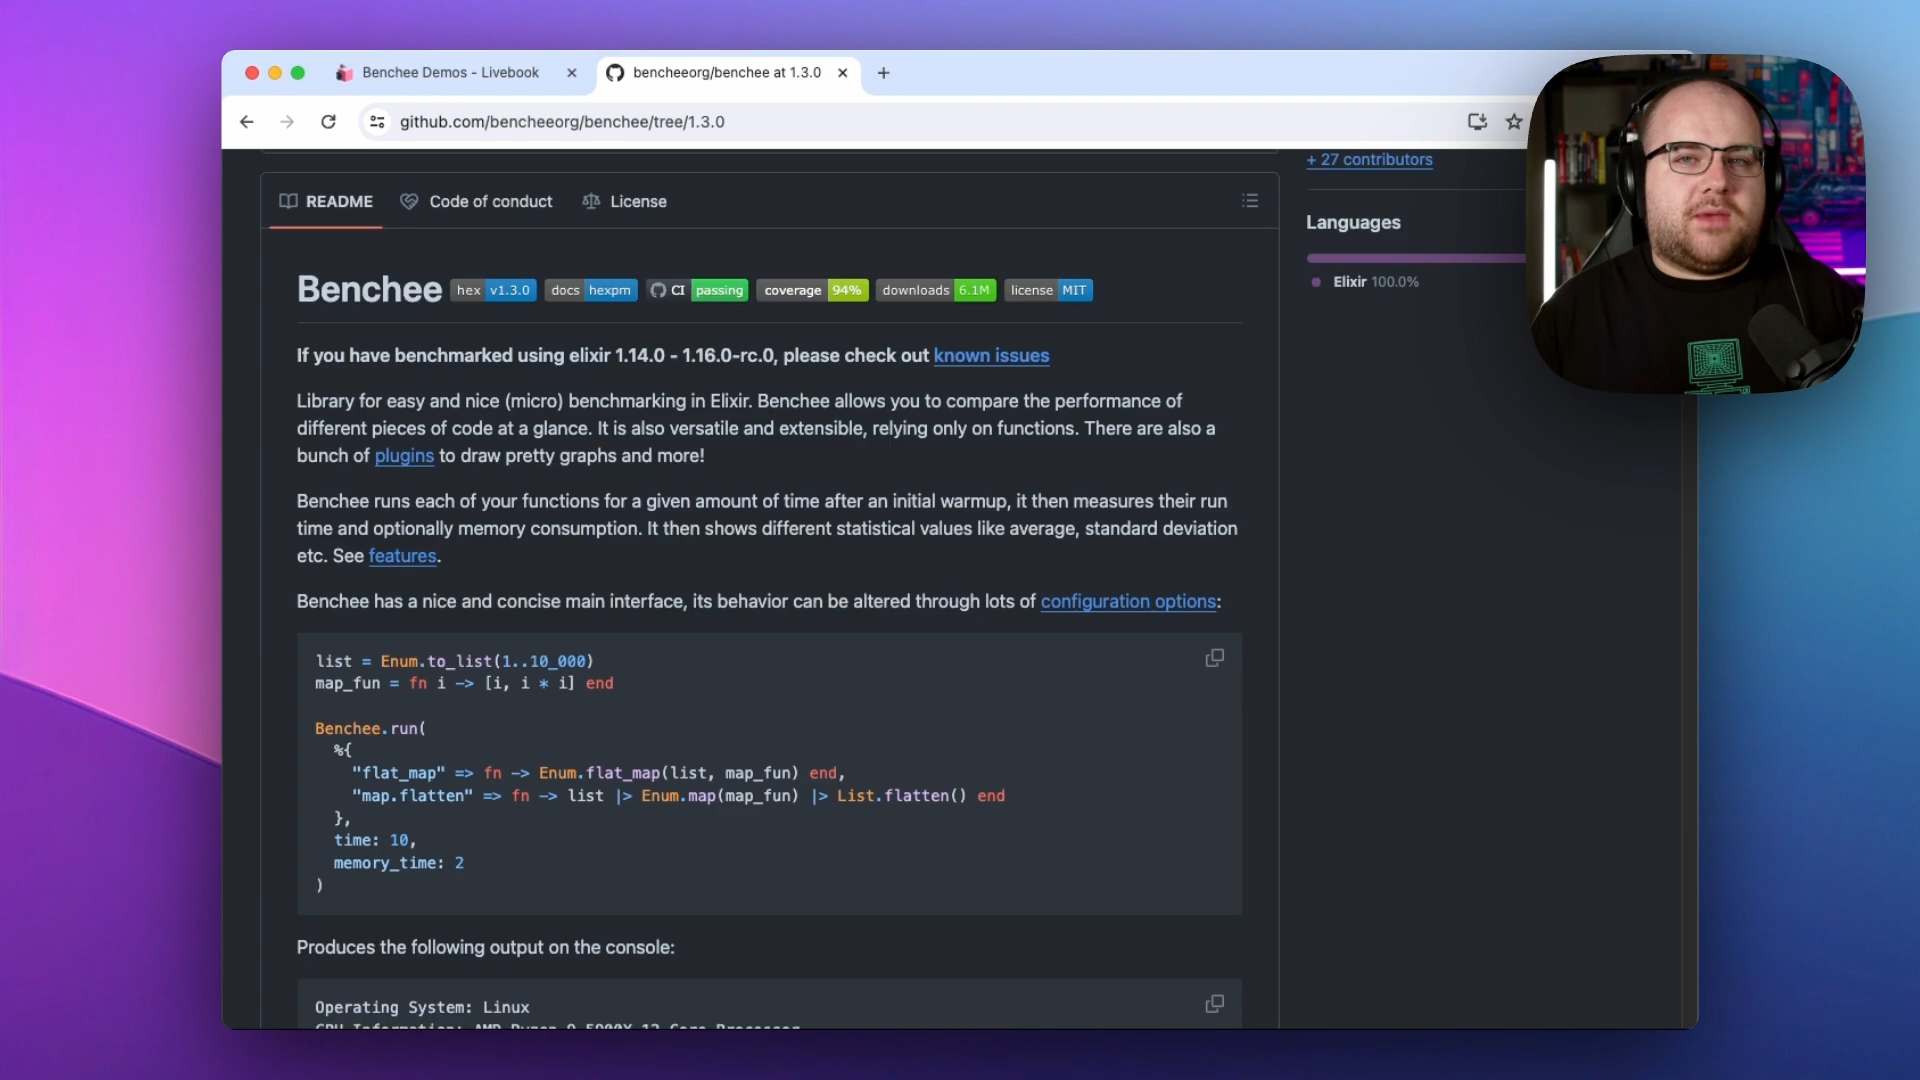 Benchee Demos - Livebook
bencheeorg/benchee at 1.3.0
github.com/bencheeorg/benchee/tree/1.3.0
+ 27 contributors
README
Code of conduct
License
Languages
Elixir 100.0%
Benchee hex v1.3.0 docs hexpm CI passing coverage 94% downloads 6.1M license MIT
If you have benchmarked using elixir 1.14.0 - 1.16.0-rc.0, please check out known issues
Library for easy and nice (micro) benchmarking in Elixir. Benchee allows you to compare the performance of
different pieces of code at a glance. It is also versatile and extensible, relying only on functions. There are also a
bunch of plugins to draw pretty graphs and more!
Benchee runs each of your functions for a given amount of time after an initial warmup, it then measures their run
time and optionally memory consumption. It then shows different statistical values like average, standard deviation
etc. See features.
Benchee has a nice and concise main interface, its behavior can be altered through lots of configuration options:
list = Enum.to_list(1..10_000)
map_fun = fn i -> [i, i * i] end
Benchee.run(
%{
"flat_map" => fn -> Enum.flat_map(list, map_fun) end,
"map.flatten" => fn -> list |> Enum.map(map_fun) |> List.flatten() end
},
time: 10,
memory_time: 2
)
Produces the following output on the console:
Operating System: Linux
CPU Information: AMD Ryzen 9 5900X 12-Core Processor